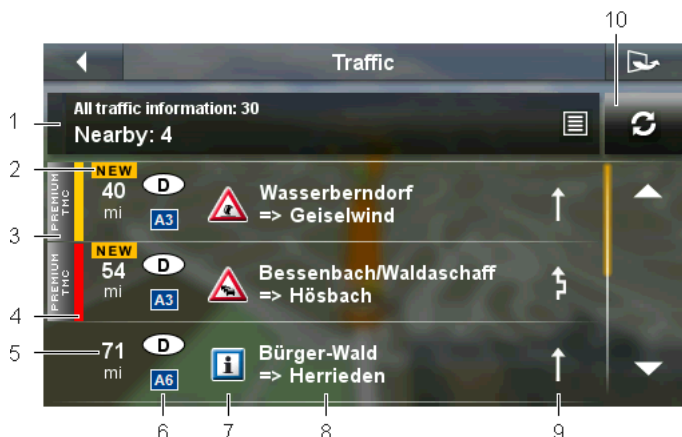 10
Traffic
1
All traffic information: 30
Nearby: 4
2
NEW
3
PREMIUM
TMC
40
mi
D
A3
Wasserberndorf
=> Geiselwind
NEW
4
PREMIUM
TMC
54
mi
D
A3
Bessenbach/Waldaschaff
=> Hösbach
5
71
mi
D
A6
i
Bürger-Wald
=> Herrieden
6 7 8 9